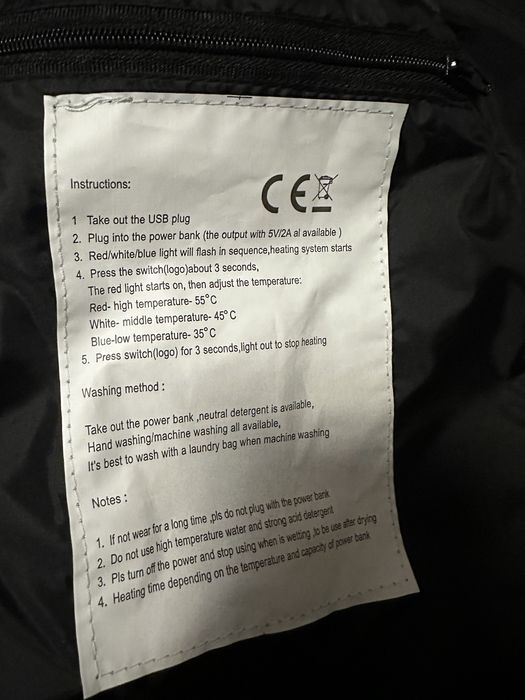 Instructions:
CE
1 Take out the USB plug
2. Plug into the power bank (the output with 5V/2A al available )
3. Red/white/blue light will flash in sequence,heating system starts
4. Press the switch(logo)about 3 seconds,
The red light starts on, then adjust the temperature:
Red- high temperature- 55°C
White- middle temperature- 45°C
Blue-low temperature- 35°C
5. Press switch(logo) for 3 seconds,light out to stop heating
Washing method :
Take out the power bank ,neutral detergent is available,
Hand washing/machine washing all available,
It's best to wash with a laundry bag when machine washing
Notes :
1. If not wear for a long time ,pls do not plug with the power bank
2. Do not use high temperature water and strong acid detergent
3. Pls turn off the power and stop using when is wetting ,to be use after drying
4. Heating time depending on the temperature and capacity of power bank